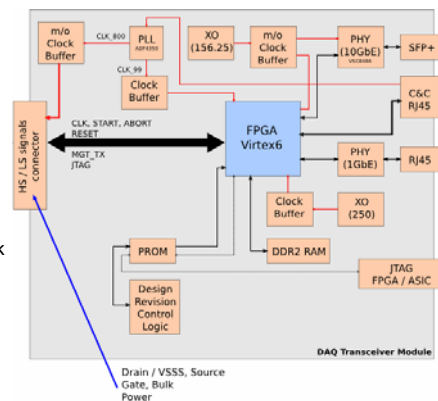 m/o
Clock
Buffer
CLK_800
PLL
ADF4350
CLK_99
Clock
Buffer
XO
(156.25)
m/o
Clock
Buffer
PHY
(10GbE)
SFP+
C&C
RJ45
HS / LS signals
connector
CLK, START, ABORT
RESET
MGT_TX
JTAG
FPGA
Virtex6
PHY
(1GbE)
RJ45
Clock
Buffer
XO
(250)
k
PROM
DDR2 RAM
JTAG
FPGA / ASIC
Design
Revision
Control
Logic
DAQ Transceiver Module
Drain / VSSS, Source
Gate, Bulk
Power